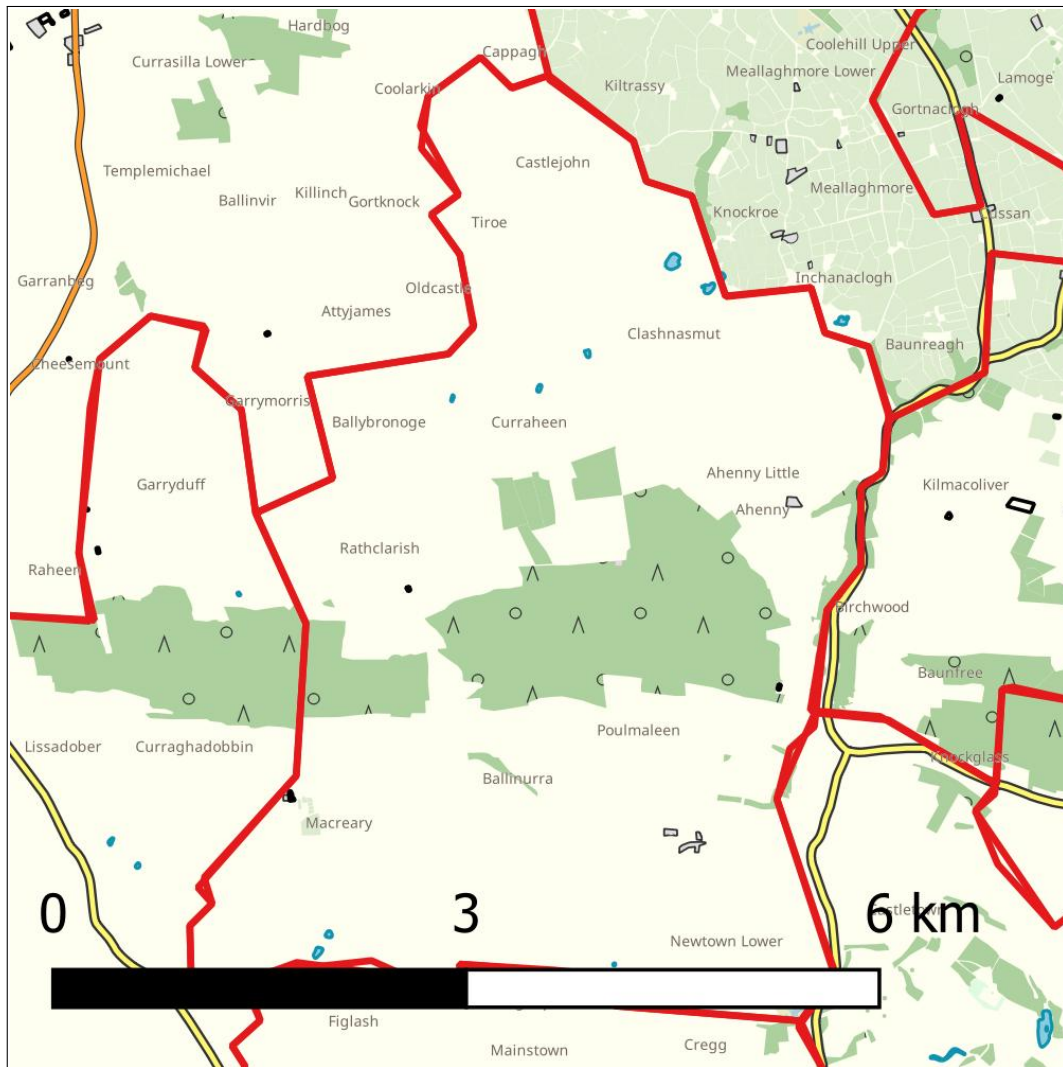 Hardbog
Coolehill Upper
Cappagh
Currasilla Lower
Meallaghmore Lower
Lamoge
Coolarkin
Kiltrassy
Gortnaclogh
Castlejohn
Templemichael
Killinch
Meallaghmore
Ballinvir
Gortknock
Knockroe
Tiroe
Garranbeg
Inchanaclogh
Oldcastle
Attyjames
Clashnasmut
Baunreagh
Cheesemount
Garrymorris
Ballybronoge
Curraheen
Ahenny Little
Garryduff
Kilmacoliver
Ahenny
Rathclarish
Raheen
Birchwood
Baunfree
Poulmaleen
Lissadober
Curraghadobbin
Knockglass
Ballinurra
Macreary
0 3 6 km
Newtown Lower
Figlash
Cregg
Mainstown